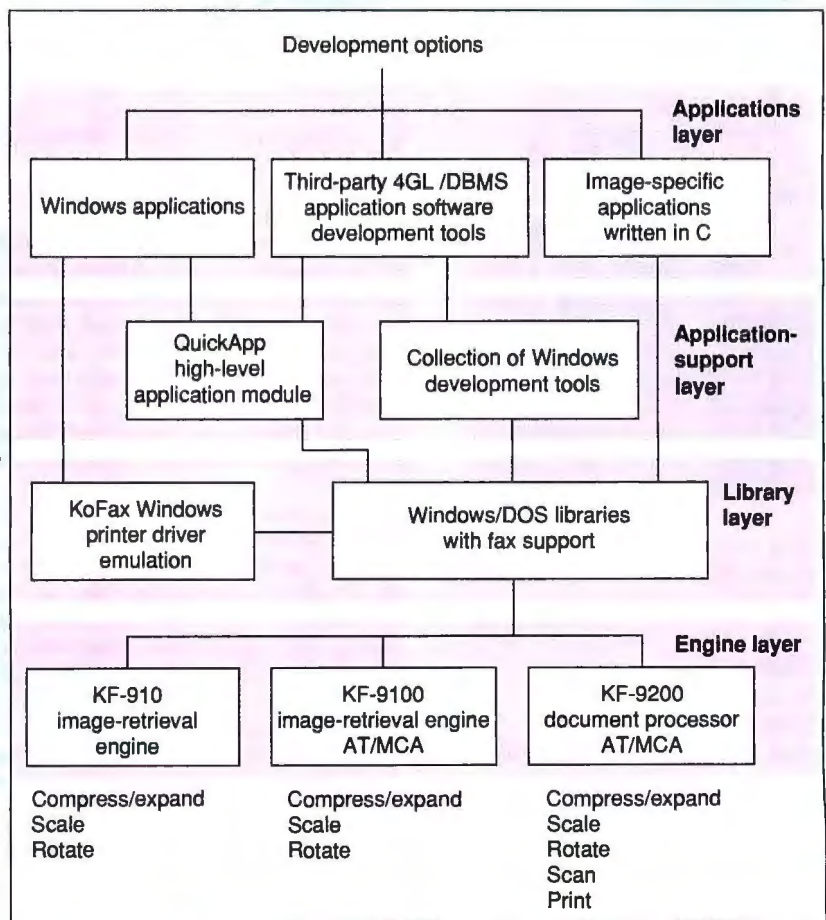 Development options
Applications
layer
Windows applications
Third-party 4GL /DBMS
application software
development tools
Image-specific
applications
written in C
QuickApp
high-level
application module
Collection of Windows
development tools
Application-
support
layer
KoFax Windows
printer driver
emulation
Windows/DOS libraries
with fax support
Library
layer
Engine layer
KF-910
image-retrieval
engine
KF-9100
image-retrieval engine
AT/MCA
KF-9200
document processor
AT/MCA
Compress/expand
Scale
Rotate
Compress/expand
Scale
Rotate
Compress/expand
Scale
Rotate
Scan
Print